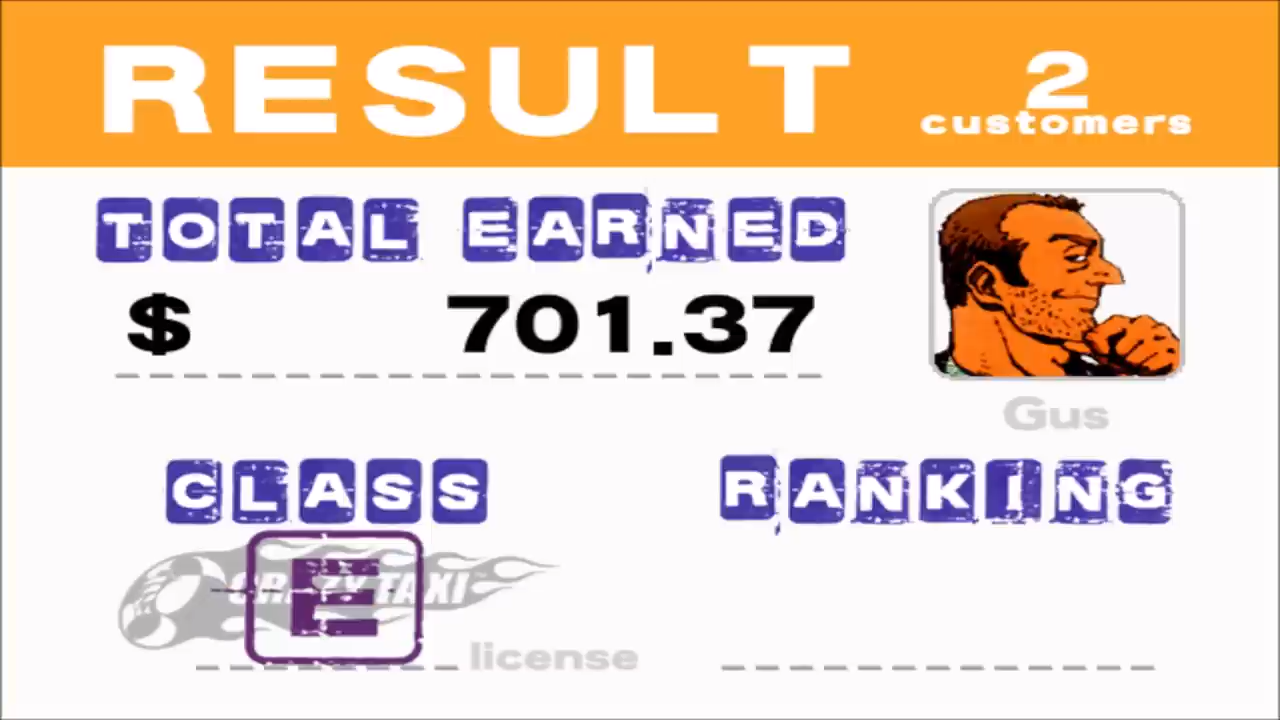 RESULT
2
customers
TOTAL EARNED
$ 701.37
Gus
CLASS
RANKING
CRAZY TAXI
E
license